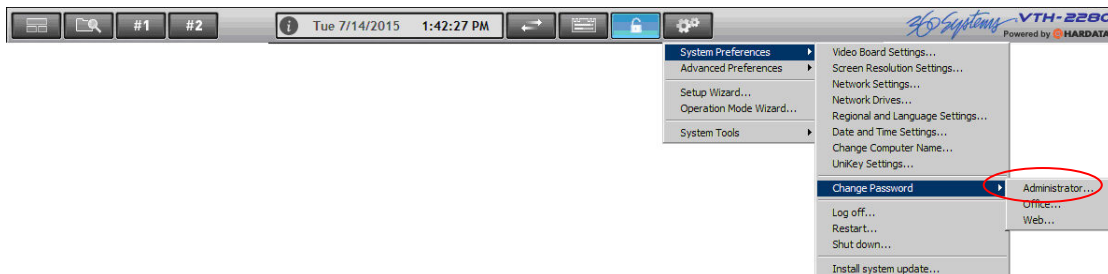 #1
#2
Tue 7/14/2015
1:42:27 PM
360 Systems
VTH-228C
Powered by HARDATA
System Preferences
Advanced Preferences
Setup Wizard...
Operation Mode Wizard...
System Tools
Video Board Settings...
Screen Resolution Settings...
Network Settings...
Network Drives...
Regional and Language Settings...
Date and Time Settings...
Change Computer Name...
UniKey Settings...
Change Password
Log off...
Restart...
Shut down...
Install system update...
Administrator...
Office...
Web...